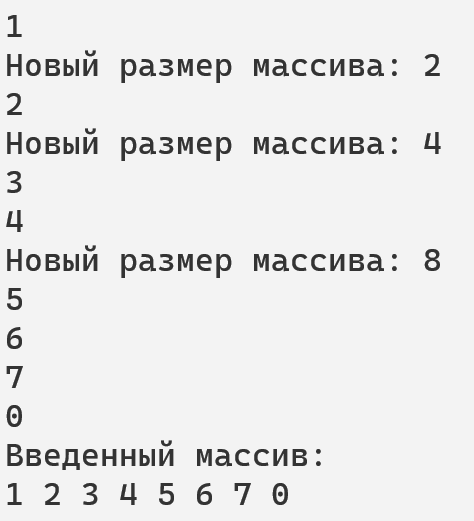 1
Новый размер массива: 2
2
Новый размер массива: 4
3
4
Новый размер массива: 8
5
6
7
0
Введенный массив:
1 2 3 4 5 6 7 0